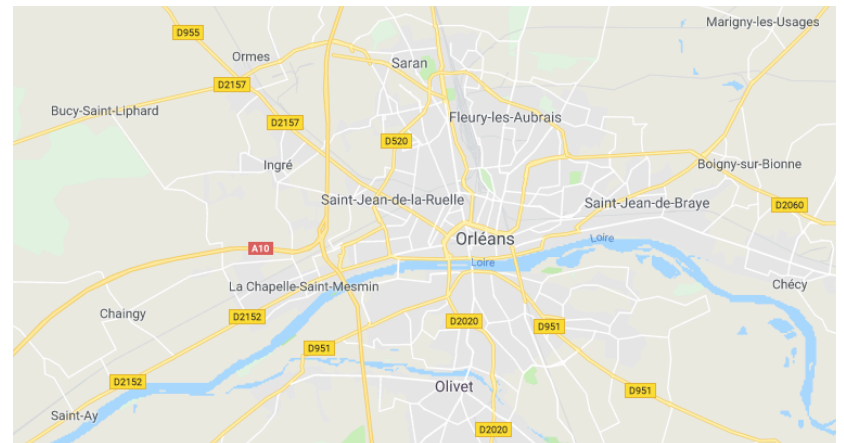 Marigny-les-Usages
D955
Ormes
Saran
D2157
Bucy-Saint-Liphard
Fleury-les-Aubrais
D2157
D520
Ingré
Boigny-sur-Bionne
Saint-Jean-de-la-Ruelle
Saint-Jean-de-Braye
D2060
Orléans
Loire
A10
Loire
La Chapelle-Saint-Mesmin
Chécy
Chaingy
D2152
D2020
D951
D951
D2152
Olivet
D951
Saint-Ay
D2020